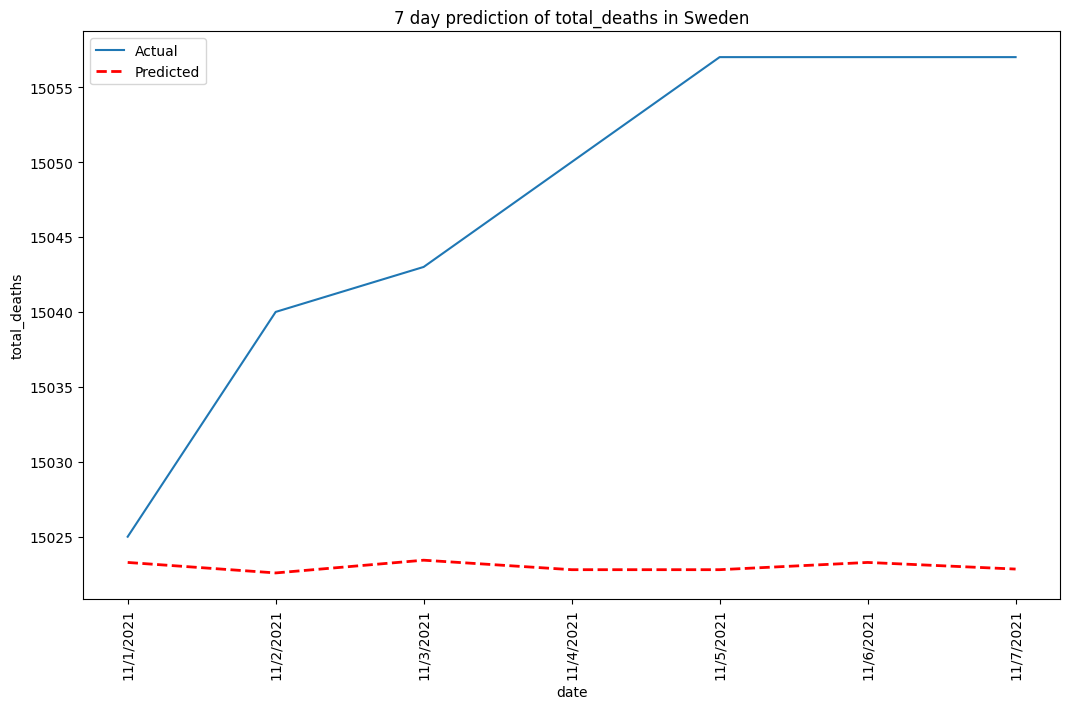 7 day prediction of total_deaths in Sweden
Actual
Predicted
total_deaths
15055
15050
15045
15040
15035
15030
15025
11/1/2021
11/2/2021
11/3/2021
11/4/2021
11/5/2021
11/6/2021
11/7/2021
date